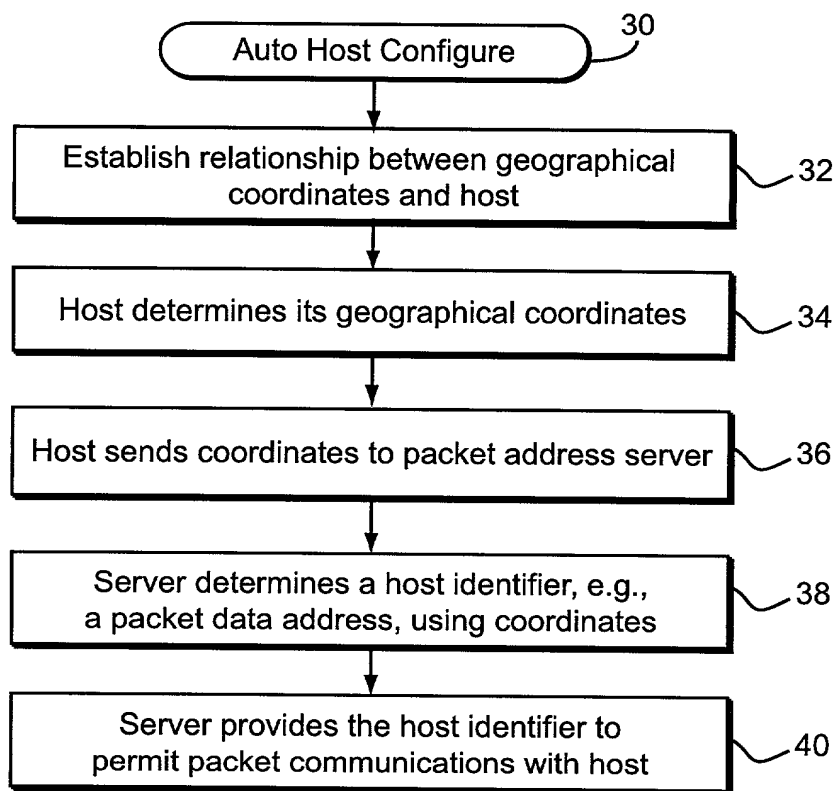 Auto Host Configure
30
Establish relationship between geographical
coordinates and host
32
Host determines its geographical coordinates
34
Host sends coordinates to packet address server
36
Server determines a host identifier, e.g.,
a packet data address, using coordinates
38
Server provides the host identifier to
permit packet communications with host
40